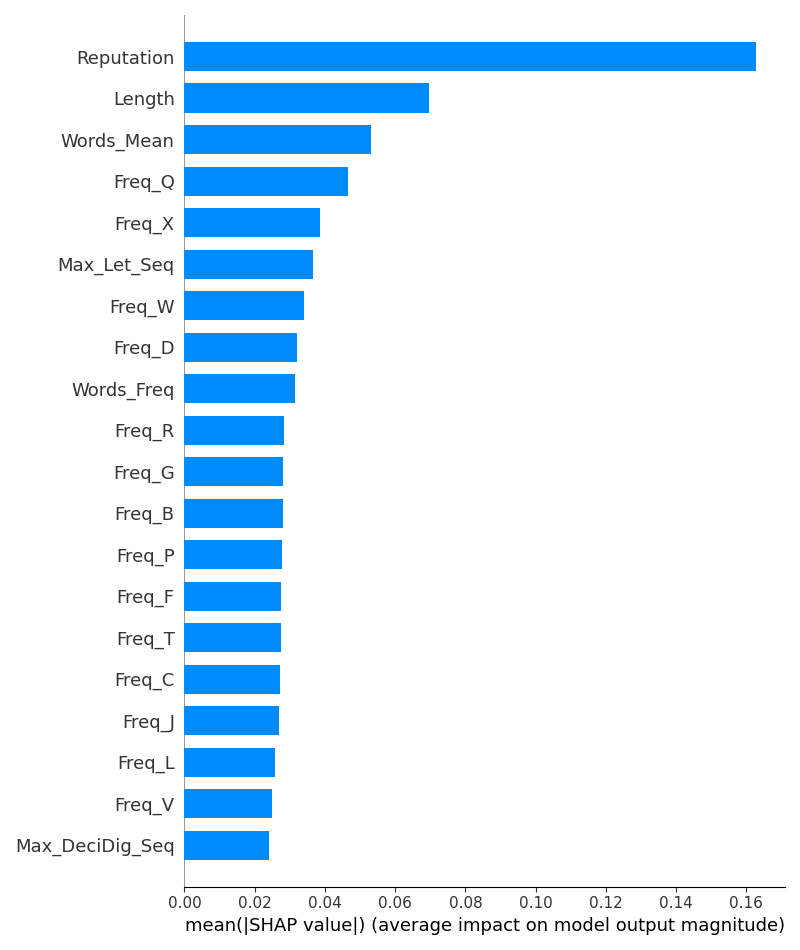 Reputation
Length
Words_Mean
Freq_Q
Freq_X
Max_Let_Seq
Freq_W
Freq_D
Words_Freq
Freq_R
Freq_G
Freq_B
Freq_P
Freq_F
Freq_T
Freq_C
Freq_J
Freq_L
Freq_V
Max_DeciDig_Seq
0.00 0.02 0.04 0.06 0.08 0.10 0.12 0.14 0.16
mean(|SHAP value|) (average impact on model output magnitude)